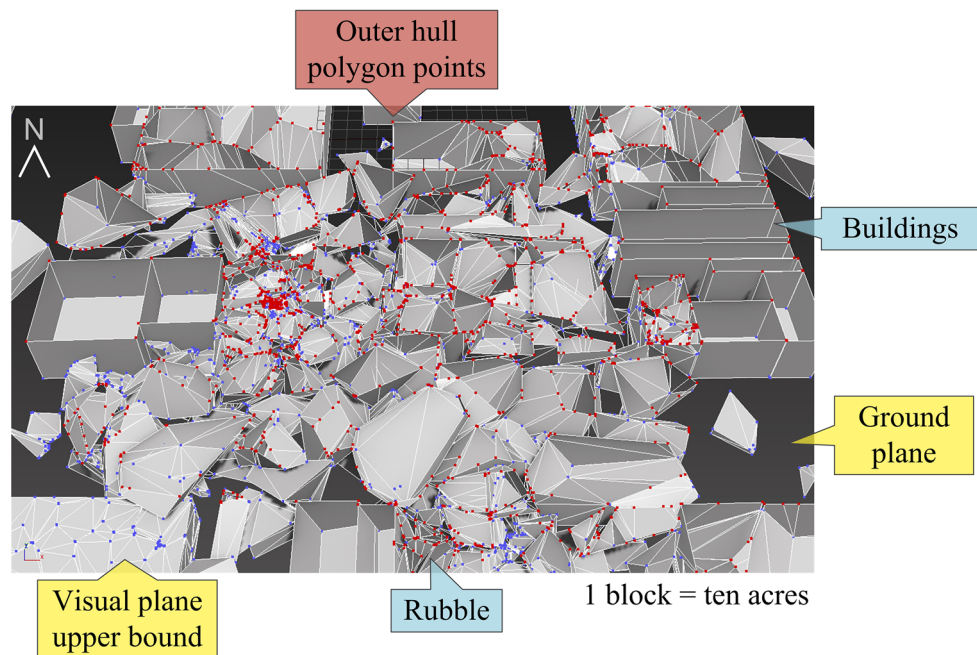 Outer hull
polygon points
N
Buildings
Ground
plane
Visual plane
upper bound
Rubble
1 block = ten acres